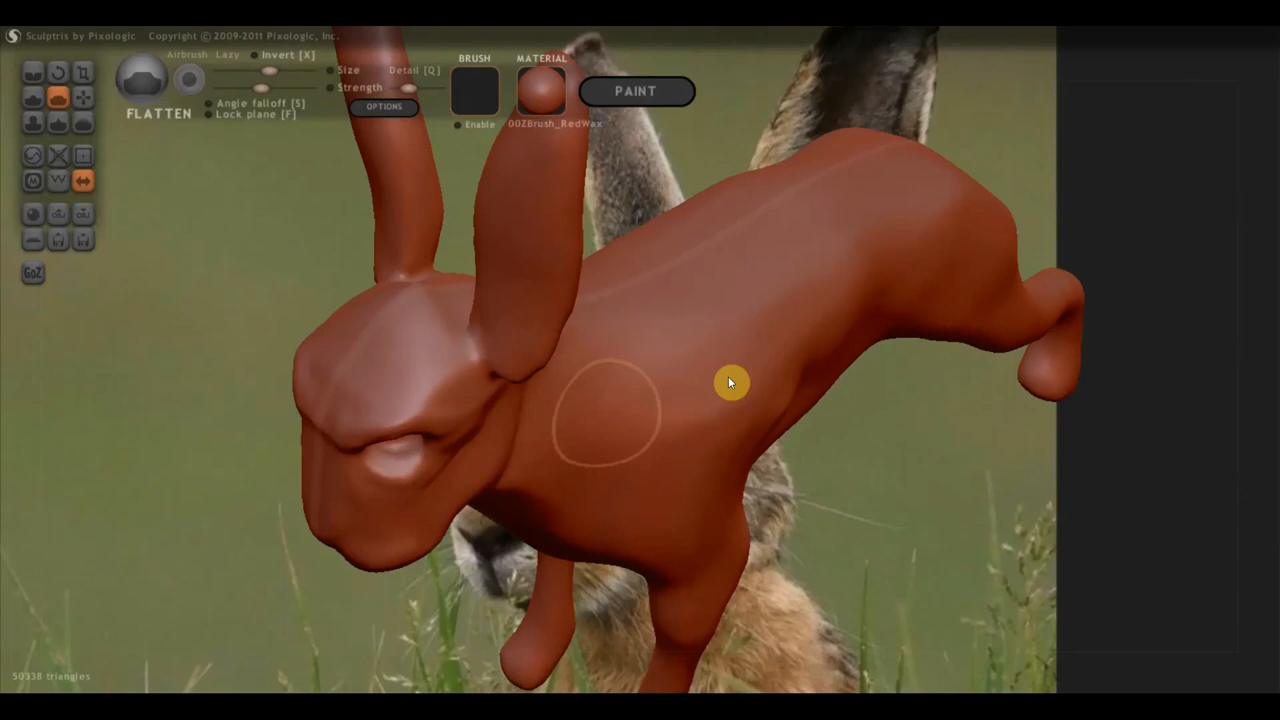 Sculptris by Pixologic Copyright © 2009-2011 Pixologic, Inc.
Airbrush Lazy Invert [X]
BRUSH MATERIAL
Size Detail [Q]
Strength
PAINT
Angle falloff [S] OPTIONS
FLATTEN Lock plane [F]
Enable 00ZBrush_RedWax
GoZ
50338 triangles